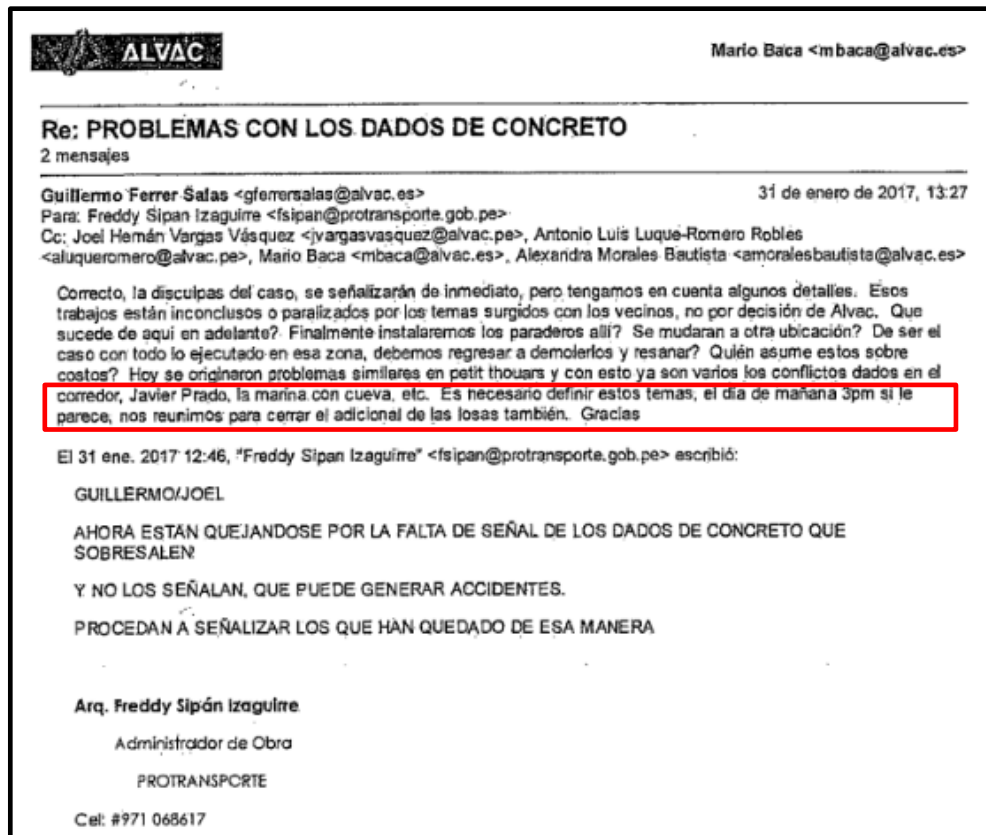 ALVAC
Mario Baca <mbaca@alvac.es>
Re: PROBLEMAS CON LOS DADOS DE CONCRETO
2 mensajes
Guillermo Ferrer Salas <gferrersalas@alvac.es>
31 de enero de 2017, 13:27
Para: Freddy Sipan Izaguirre <fsipan@protransporte.gob.pe>
Cc: Joel Hernán Vargas Vásquez <jvargasvasquez@alvac.pe>, Antonio Luis Luque-Romero Robles
<aluqueromero@alvac.pe>, Mario Baca <mbaca@alvac.es>, Alexandra Morales Bautista <amoralesbautista@alvac.es>
Correcto, la disculpas del caso, se señalizarán de inmediato, pero tengamos en cuenta algunos detalles. Esos
trabajos están inconclusos o paralizados por los temas surgidos con los vecinos, no por decisión de Alvac. Que
sucede de aqui en adelante? Finalmente instalaremos los paraderos allí? Se mudaran a otra ubicación? De ser el
caso con todo lo ejecutado en esa zona, debemos regresar a demolerlos y resanar? Quién asume estos sobre
costos? Hoy se originaron problemas similares en petit thouars y con esto ya son varios los conflictos dados en el
corredor, Javier Prado, la marina con cueva, etc. Es necesario definir estos temas, el día de mañana 3pm si le
parece, nos reunimos para cerrar el adicional de las losas también. Gracias
El 31 ene. 2017 12:46, "Freddy Sipan Izaguirre" <fsipan@protransporte.gob.pe> escribió:
GUILLERMO/JOEL
AHORA ESTAN QUEJANDOSE POR LA FALTA DE SEÑAL DE LOS DADOS DE CONCRETO QUE
SOBRESALEN
Y NO LOS SEÑALAN, QUE PUEDE GENERAR ACCIDENTES.
PROCEDAN A SEÑALIZAR LOS QUE HAN QUEDADO DE ESA MANERA
Arq. Freddy Sipán Izaguirre
Administrador de Obra
PROTRANSPORTE
Cel: #971 068617